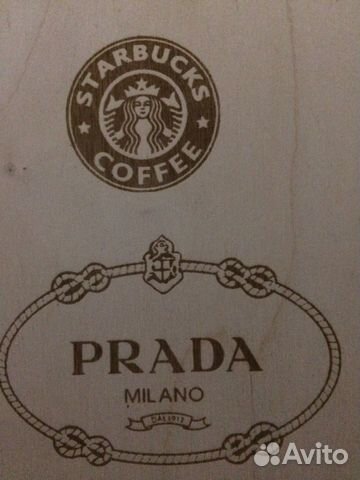 STARBUCKS
COFFEE
PRADA
MILANO
DAL 1913
Avito